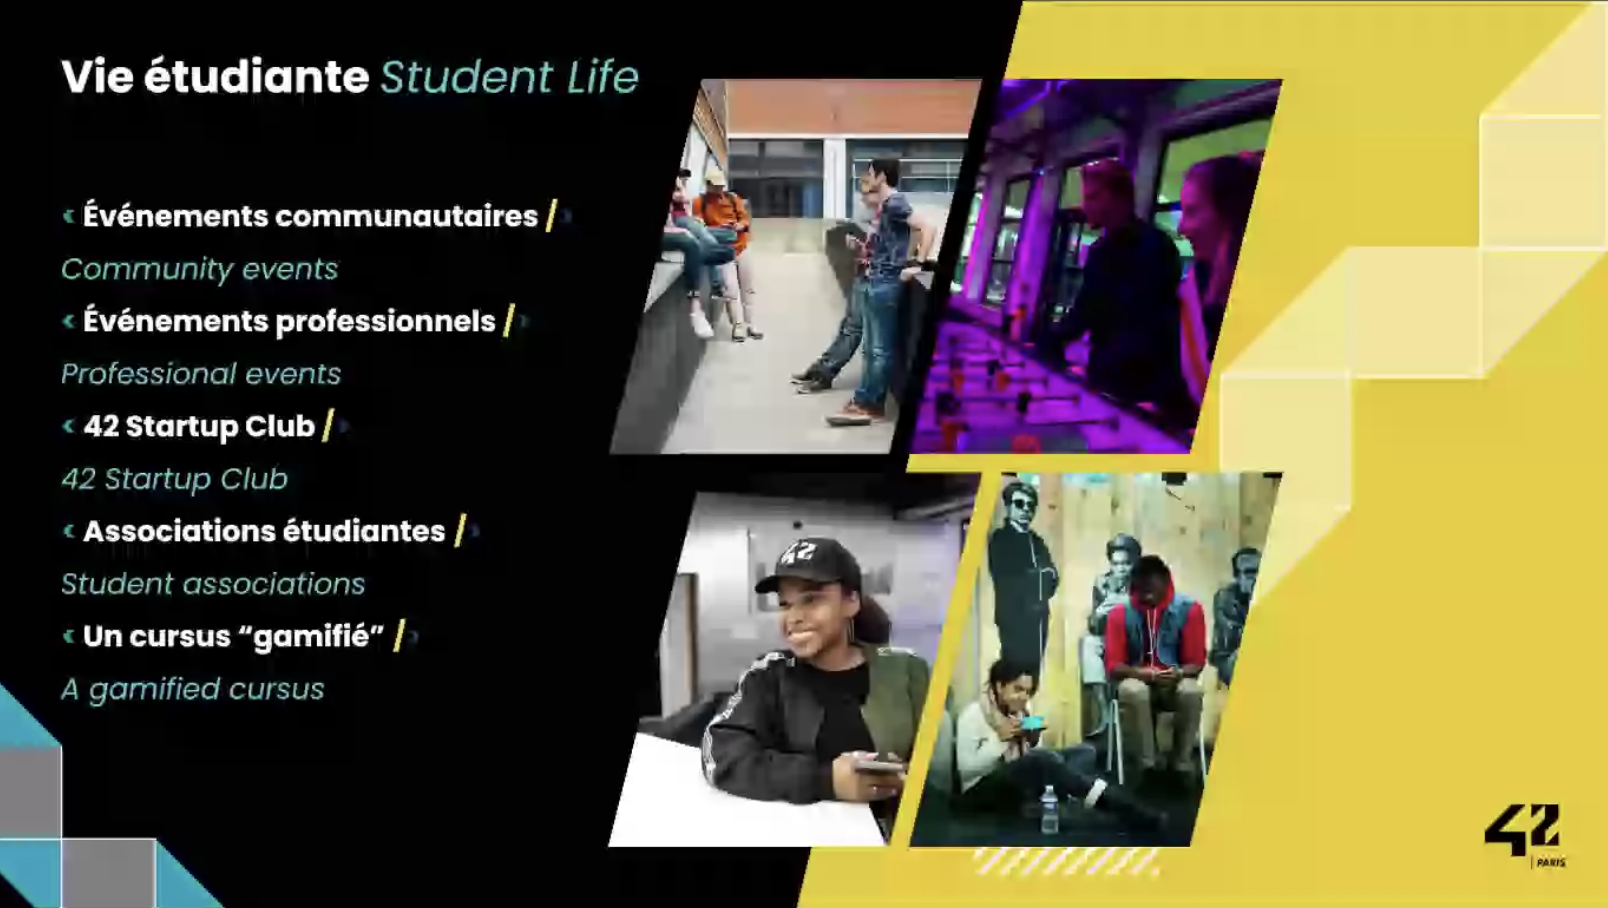 Vie étudiante Student Life
< Événements communautaires />
Community events
< Événements professionnels />
Professional events
< 42 Startup Club />
42 Startup Club
< Associations étudiantes />
Student associations
< Un cursus “gamifié” />
A gamified cursus
42
42
PARIS